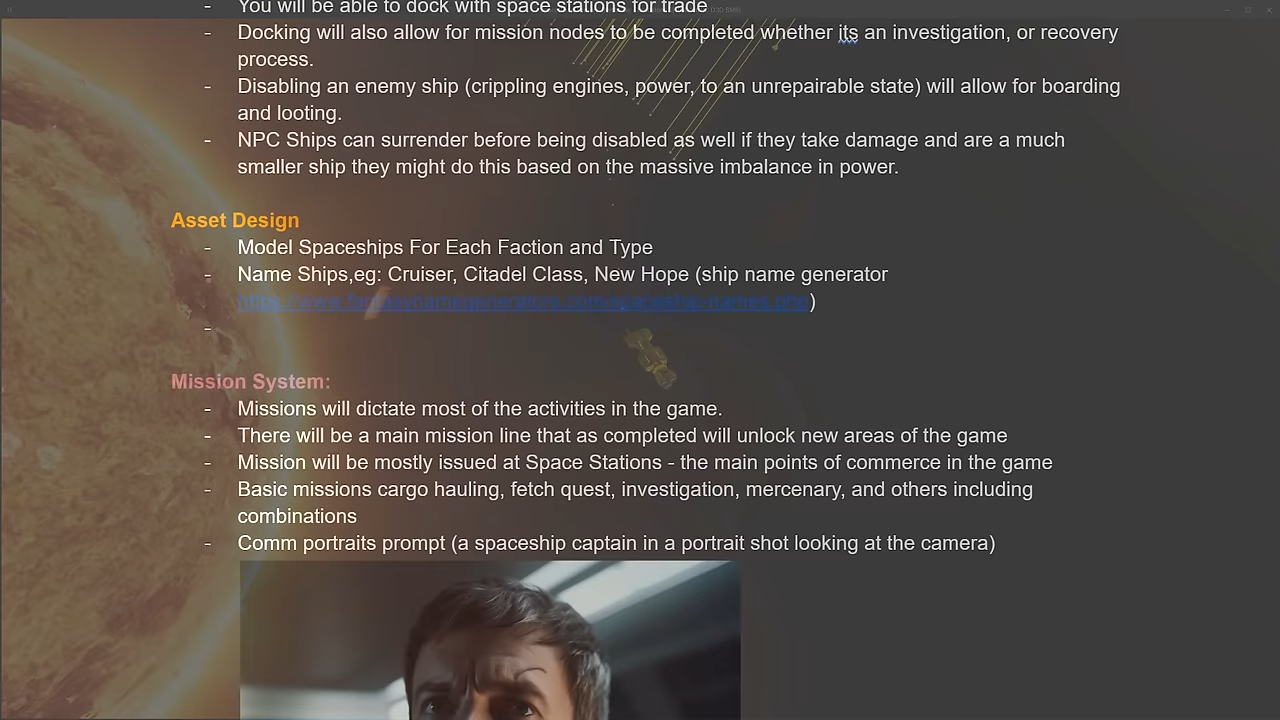 - You will be able to dock with space stations for trade
- Docking will also allow for mission nodes to be completed whether its an investigation, or recovery
process.
- Disabling an enemy ship (crippling engines, power, to an unrepairable state) will allow for boarding
and looting.
- NPC Ships can surrender before being disabled as well if they take damage and are a much
smaller ship they might do this based on the massive imbalance in power.
Asset Design
- Model Spaceships For Each Faction and Type
- Name Ships,eg: Cruiser, Citadel Class, New Hope (ship name generator
https://www.fantasynamegenerators.com/spaceship-names.php)
-
Mission System:
- Missions will dictate most of the activities in the game.
- There will be a main mission line that as completed will unlock new areas of the game
- Mission will be mostly issued at Space Stations - the main points of commerce in the game
- Basic missions cargo hauling, fetch quest, investigation, mercenary, and others including
combinations
- Comm portraits prompt (a spaceship captain in a portrait shot looking at the camera)